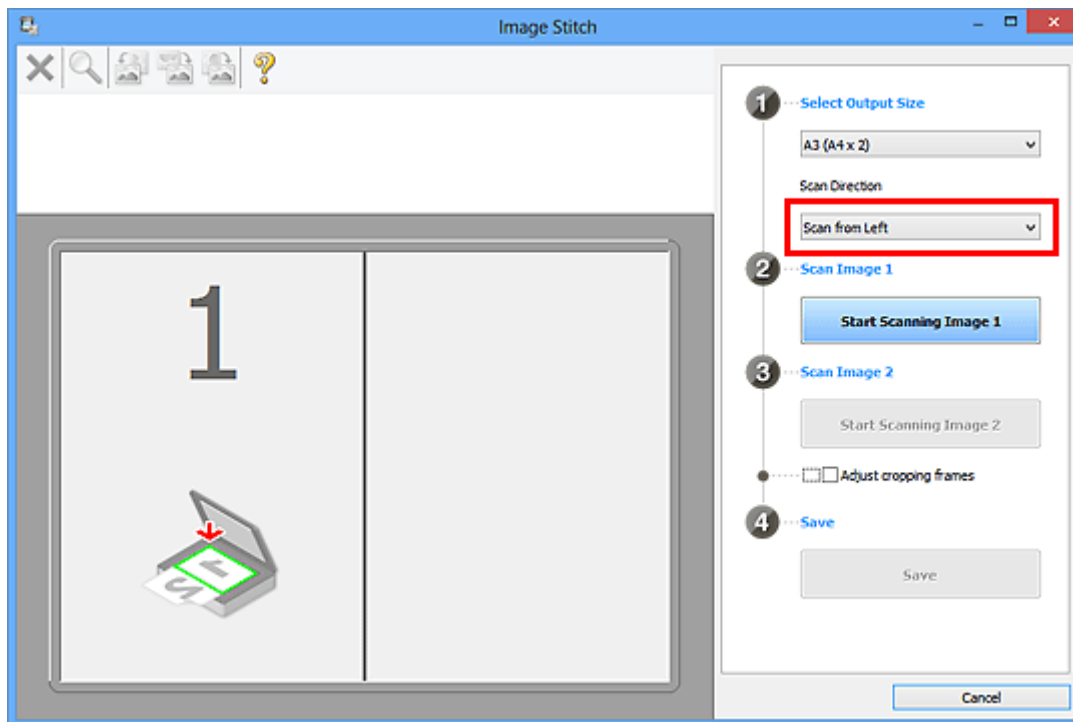 Image Stitch
1
Select Output Size
A3 (A4 x 2)
Scan Direction
Scan from Left
2
Scan Image 1
Start Scanning Image 1
3
Scan Image 2
Start Scanning Image 2
Adjust cropping frames
4
Save
Save
Cancel
1